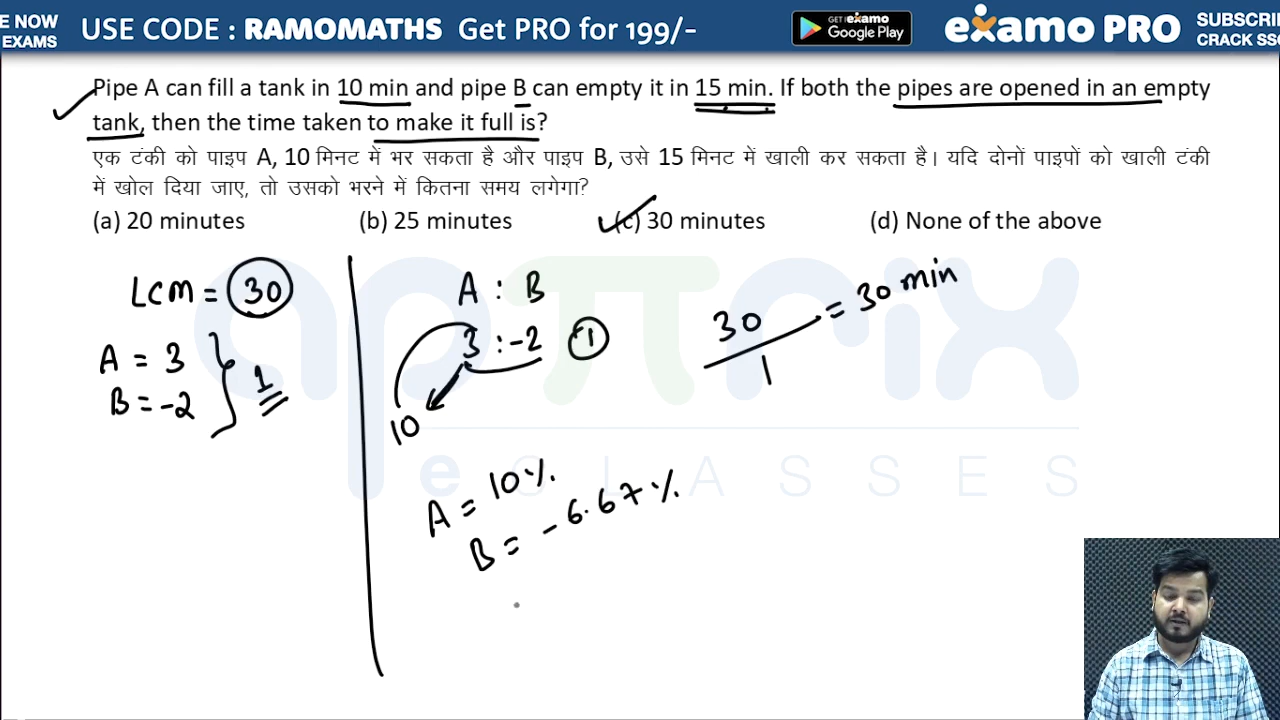 E NOW
EXAMS
USE CODE : RAMOMATHS Get PRO for 199/-
GET I examo
Google Play
examo PRO
SUBSCRI
CRACK SSC
Pipe A can fill a tank in 10 min and pipe B can empty it in 15 min. If both the pipes are opened in an empty
tank, then the time taken to make it full is?
एक टंकी को पाइप A, 10 मिनट में भर सकता है और पाइप B, उसे 15 मिनट में खाली कर सकता है। यदि दोनों पाइपों को खाली टंकी
में खोल दिया जाए, तो उसको भरने में कितना समय लगेगा?
(a) 20 minutes (b) 25 minutes (c) 30 minutes (d) None of the above
LCM = 30
A = 3
B = -2
1
A : B
3 : -2
10
A = 10%
B = -6.67%
30
1
= 30 min
e CLASSES